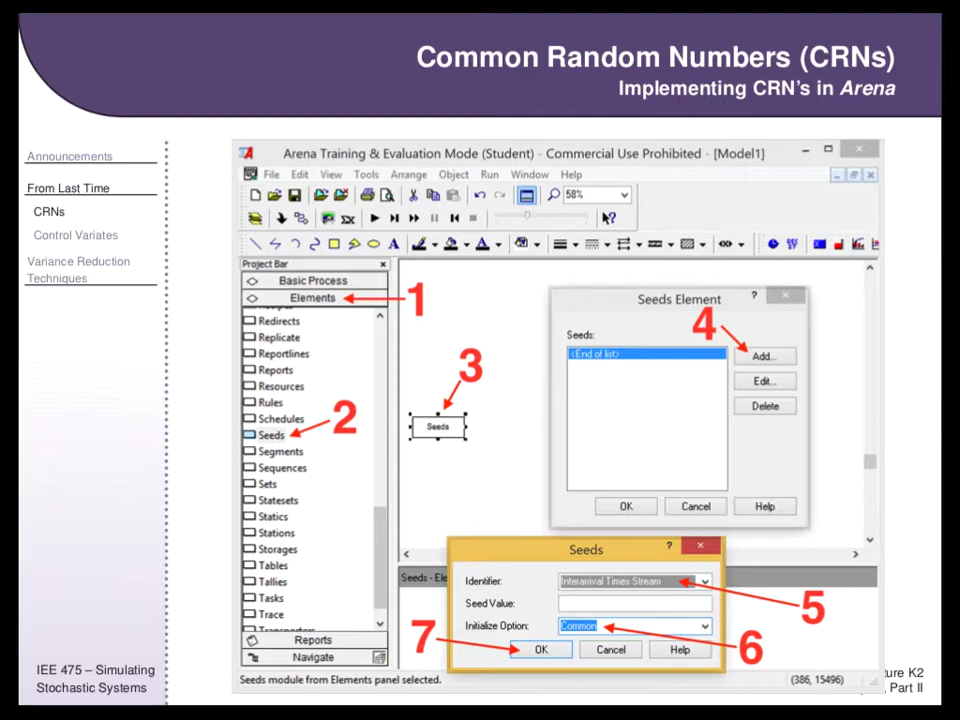 Common Random Numbers (CRNs)
Implementing CRN's in Arena
Announcements
From Last Time
CRNs
Control Variates
Variance Reduction
Techniques
IEE 475 – Simulating
Stochastic Systems
Arena Training & Evaluation Mode (Student) - Commercial Use Prohibited - [Model1]
File Edit View Tools Arrange Object Run Window Help
58%
Project Bar
Basic Process
Elements
1
Redirects
Replicate
Reportlines
Reports
Resources
Rules
Schedules
Seeds
2
Segments
Sequences
Sets
Statesets
Statics
Stations
Storages
Tables
Tallies
Tasks
Trace
Reports
Navigate
Seeds module from Elements panel selected.
(386, 15496)
3
Seeds
Seeds Element
?
4
Seeds:
<End of list>
Add...
Edit...
Delete
OK Cancel Help
Seeds - Ele
Seeds
?
Identifier: Interarrival Times Stream
5
Seed Value:
Initialize Option: Common
6
7
OK Cancel Help
ure K2
, Part II